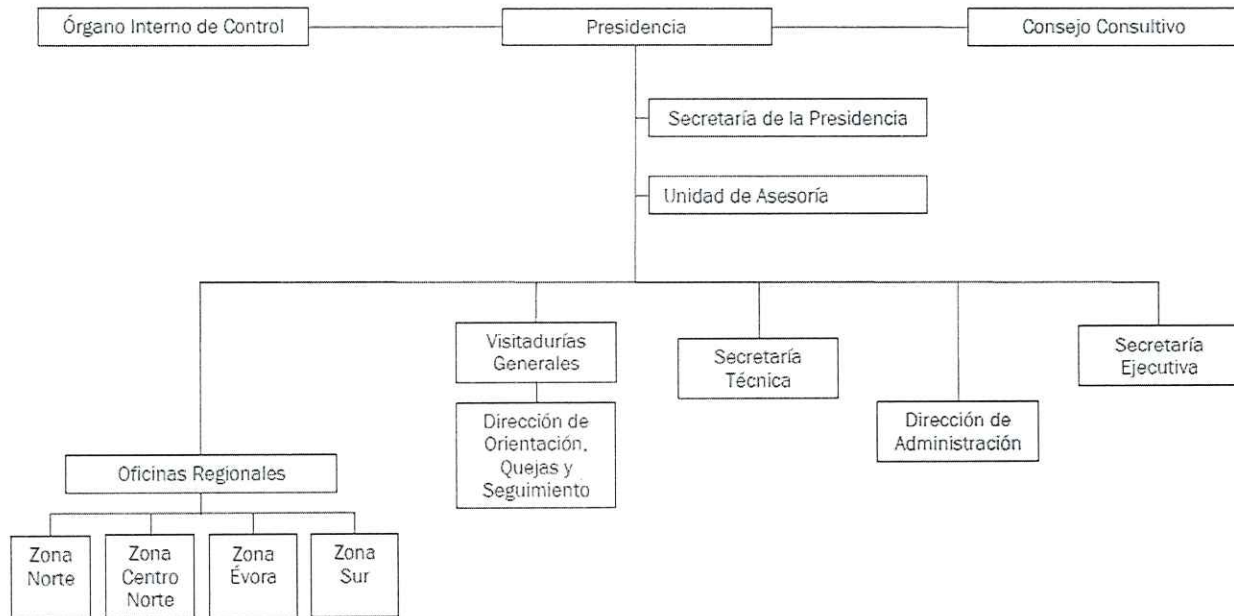 Órgano Interno de Control
Presidencia
Consejo Consultivo
Secretaría de la Presidencia
Unidad de Asesoría
Visitadurías
Generales
Secretaría
Técnica
Secretaría
Ejecutiva
Dirección de
Orientación,
Quejas y
Seguimiento
Dirección de
Administración
Oficinas Regionales
Zona
Norte
Zona
Centro
Norte
Zona
Évora
Zona
Sur